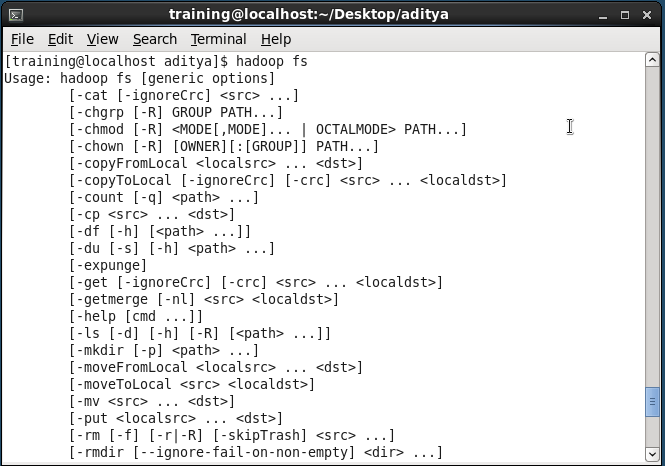 training@localhost:~/Desktop/aditya
File Edit View Search Terminal Help
[training@localhost aditya]$ hadoop fs
Usage: hadoop fs [generic options]
[-cat [-ignoreCrc] <src> ...]
[-chgrp [-R] GROUP PATH...]
[-chmod [-R] <MODE[,MODE]... | OCTALMODE> PATH...]
[-chown [-R] [OWNER][:[GROUP]] PATH...]
[-copyFromLocal <localsrc> ... <dst>]
[-copyToLocal [-ignoreCrc] [-crc] <src> ... <localdst>]
[-count [-q] <path> ...]
[-cp <src> ... <dst>]
[-df [-h] [<path> ...]]
[-du [-s] [-h] <path> ...]
[-expunge]
[-get [-ignoreCrc] [-crc] <src> ... <localdst>]
[-getmerge [-nl] <src> <localdst>]
[-help [cmd ...]]
[-ls [-d] [-h] [-R] [<path> ...]]
[-mkdir [-p] <path> ...]
[-moveFromLocal <localsrc> ... <dst>]
[-moveToLocal <src> <localdst>]
[-mv <src> ... <dst>]
[-put <localsrc> ... <dst>]
[-rm [-f] [-r|-R] [-skipTrash] <src> ...]
[-rmdir [--ignore-fail-on-non-empty] <dir> ...]